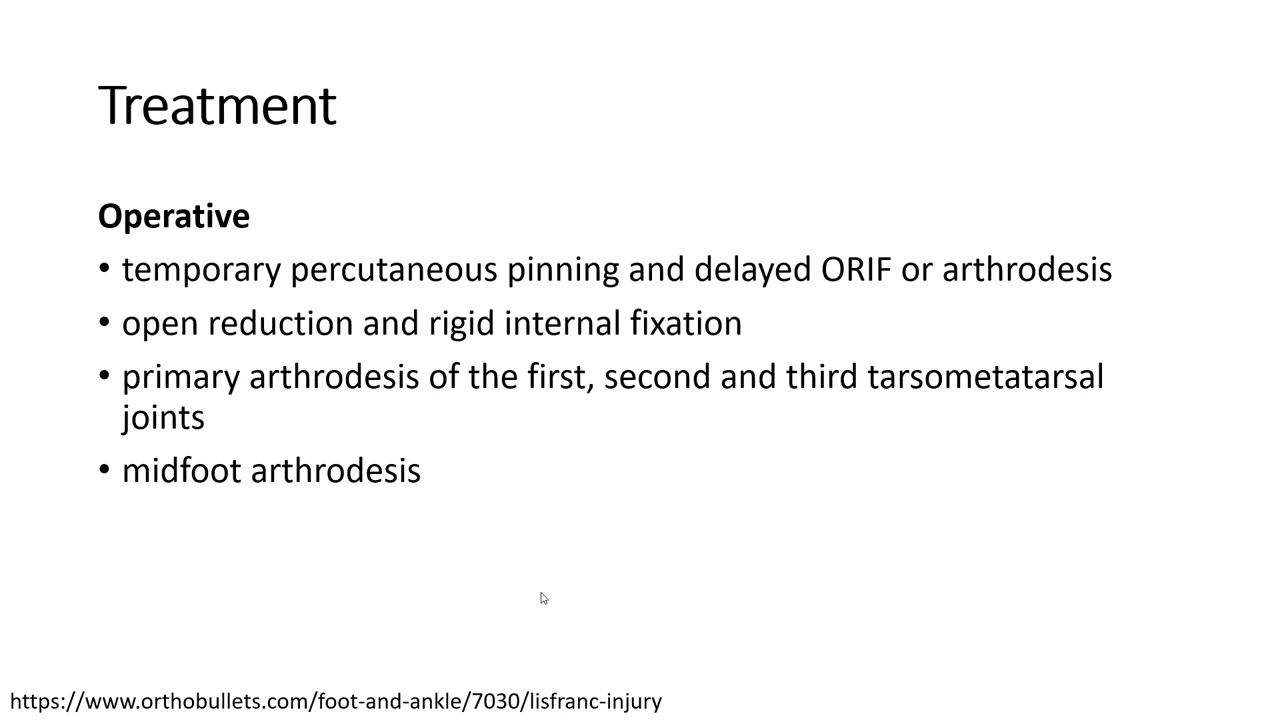 Treatment
Operative
• temporary percutaneous pinning and delayed ORIF or arthrodesis
• open reduction and rigid internal fixation
• primary arthrodesis of the first, second and third tarsometatarsal
joints
• midfoot arthrodesis
https://www.orthobullets.com/foot-and-ankle/7030/lisfranc-injury